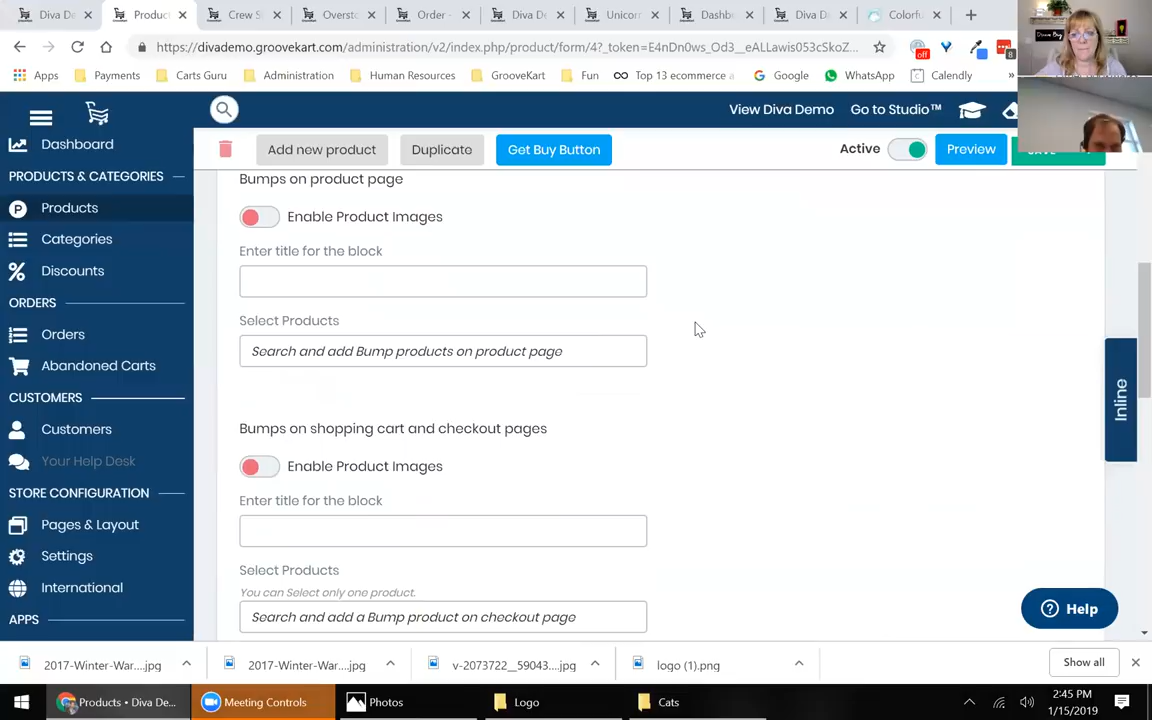 Diva De
Produc
Crew S
Oversto
Order -
Diva De
Unicorn
Dashbo
Diva De
Colorfu
https://divademo.groovekart.com/administration/v2/index.php/product/form/4?_token=E4nDn0ws_Od3__eALLawis053cSkoZ...
off
8
Apps
Payments
Carts Guru
Administration
Human Resources
GrooveKart
Fun
Top 13 ecommerce a
Google
WhatsApp
Calendly
»
View Diva Demo
Go to Studio™
Dashboard
Add new product
Duplicate
Get Buy Button
Active
Preview
PRODUCTS & CATEGORIES
Products
Categories
Discounts
ORDERS
Orders
Abandoned Carts
CUSTOMERS
Customers
Your Help Desk
STORE CONFIGURATION
Pages & Layout
Settings
International
APPS
Bumps on product page
Enable Product Images
Enter title for the block
Select Products
Search and add Bump products on product page
Bumps on shopping cart and checkout pages
Enable Product Images
Enter title for the block
Select Products
You can Select only one product.
Search and add a Bump product on checkout page
Inline
Help
2017-Winter-War....jpg
2017-Winter-War....jpg
v-2073722__59043....jpg
logo (1).png
Show all
Products • Diva De...
Meeting Controls
Photos
Logo
Cats
2:45 PM
1/15/2019